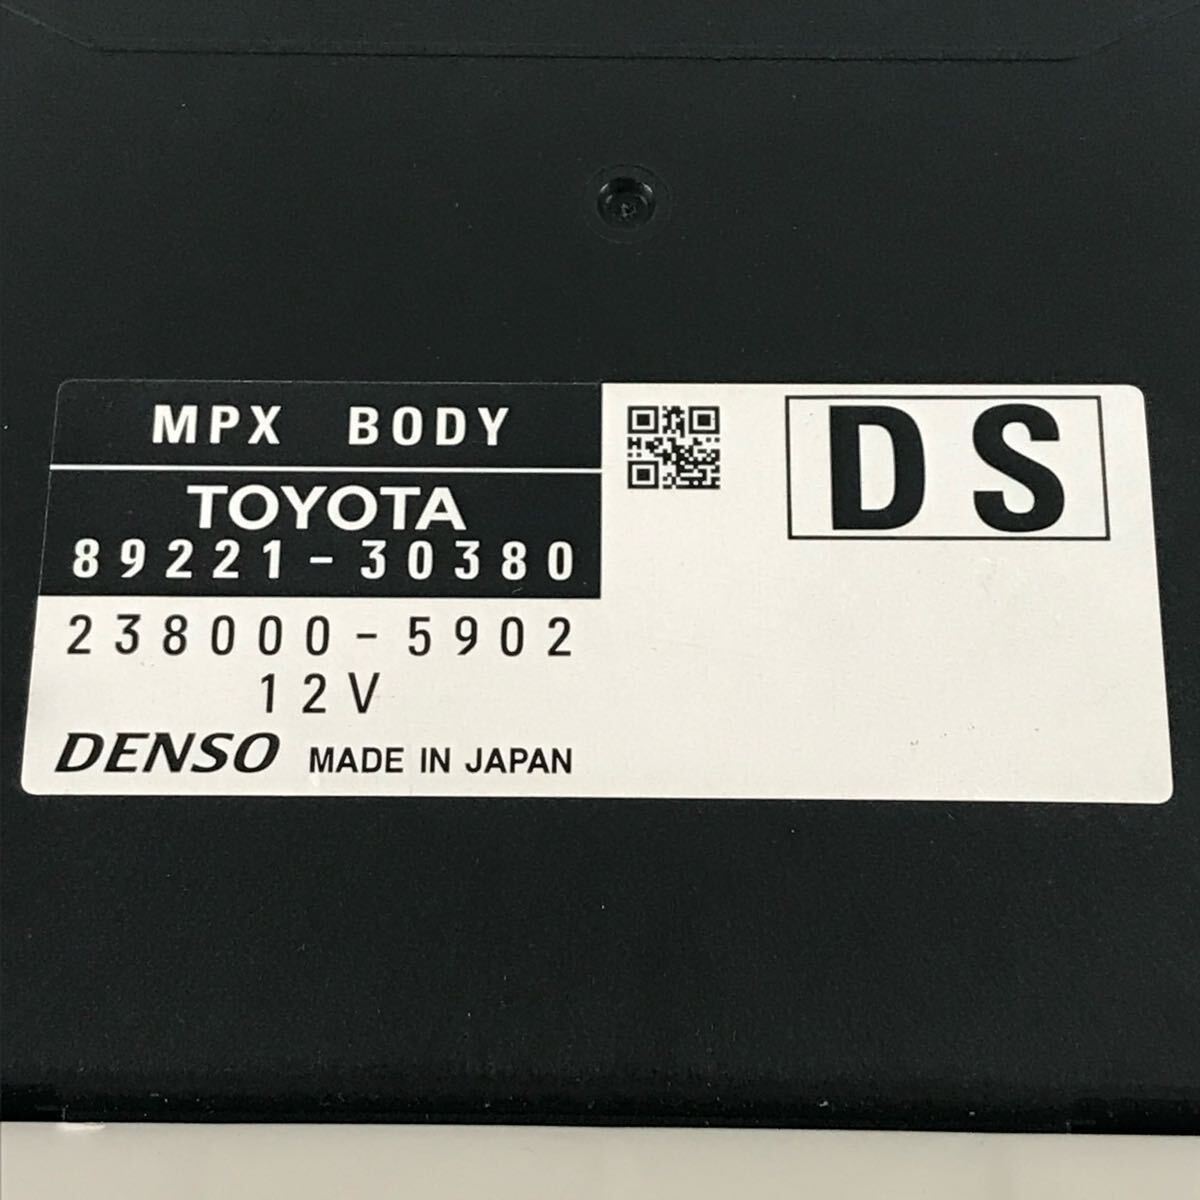 MPX BODY
TOYOTA
89221-30380
238000-5902
12V
DENSO MADE IN JAPAN
DS